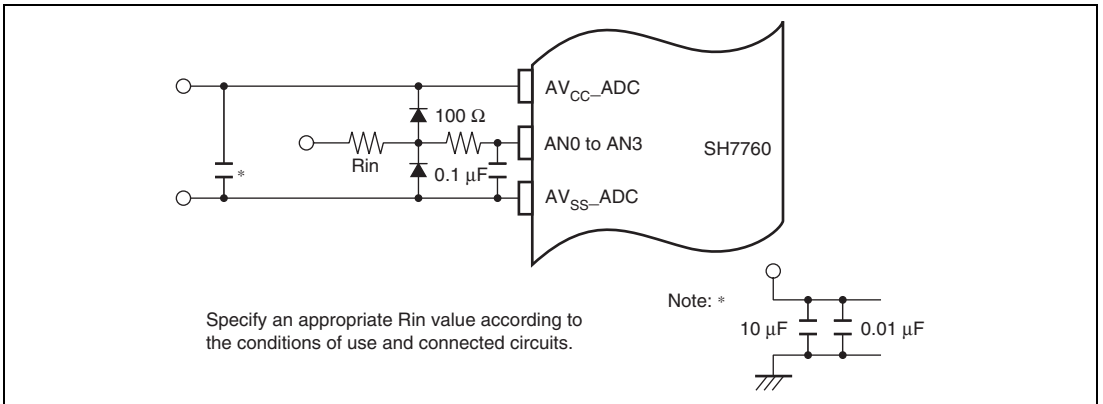 AVCC_ADC
100 Ω
AN0 to AN3
SH7760
Rin
0.1 μF
*
AVSS_ADC
Note: *
10 μF
0.01 μF
Specify an appropriate Rin value according to
the conditions of use and connected circuits.